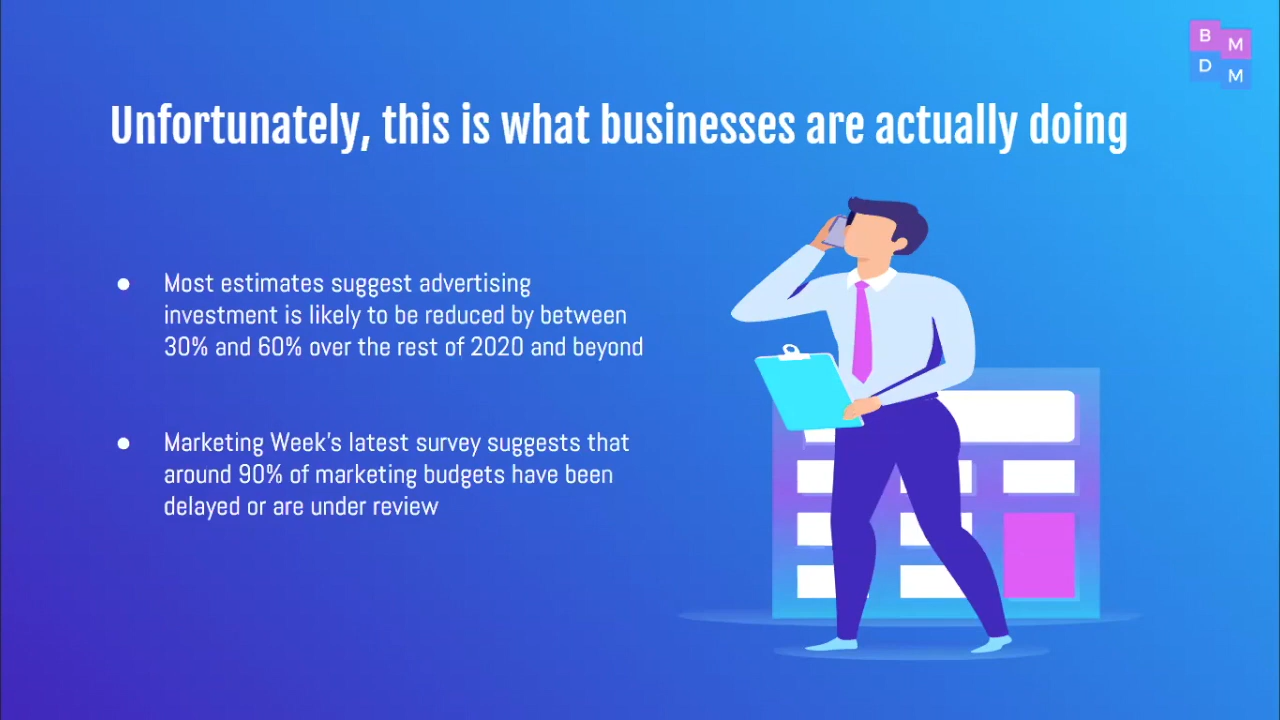 B M
D M
Unfortunately, this is what businesses are actually doing
● Most estimates suggest advertising
investment is likely to be reduced by between
30% and 60% over the rest of 2020 and beyond
● Marketing Week's latest survey suggests that
around 90% of marketing budgets have been
delayed or are under review